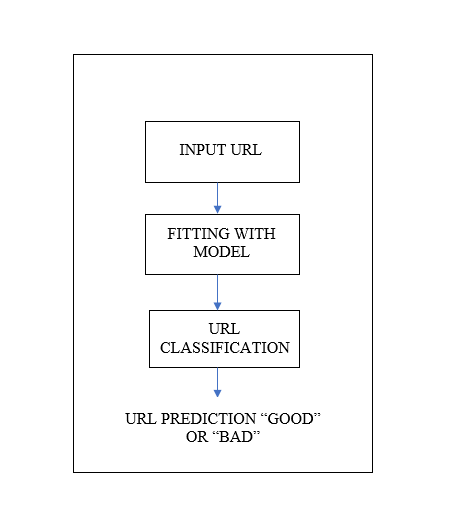 INPUT URL
FITTING WITH
MODEL
URL
CLASSIFICATION
URL PREDICTION “GOOD”
OR “BAD”